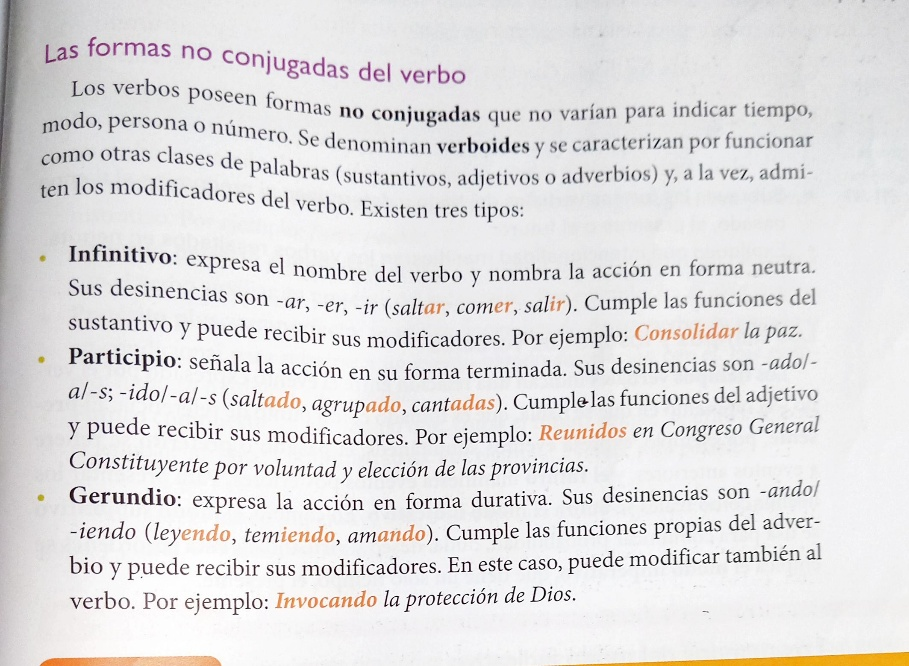 Las formas no conjugadas del verbo
Los verbos poseen formas no conjugadas que no varían para indicar tiempo,
modo, persona o número. Se denominan verboides y se caracterizan por funcionar
como otras clases de palabras (sustantivos, adjetivos o adverbios) y, a la vez, admi-
ten los modificadores del verbo. Existen tres tipos:
• Infinitivo: expresa el nombre del verbo y nombra la acción en forma neutra.
Sus desinencias son -ar, -er, -ir (saltar, comer, salir). Cumple las funciones del
sustantivo y puede recibir sus modificadores. Por ejemplo: Consolidar la paz.
• Participio: señala la acción en su forma terminada. Sus desinencias son -ado/-
a/-s; -ido/-a/-s (saltado, agrupado, cantadas). Cumple las funciones del adjetivo
y puede recibir sus modificadores. Por ejemplo: Reunidos en Congreso General
Constituyente por voluntad y elección de las provincias.
• Gerundio: expresa la acción en forma durativa. Sus desinencias son -ando/
-iendo (leyendo, temiendo, amando). Cumple las funciones propias del adver-
bio y puede recibir sus modificadores. En este caso, puede modificar también al
verbo. Por ejemplo: Invocando la protección de Dios.